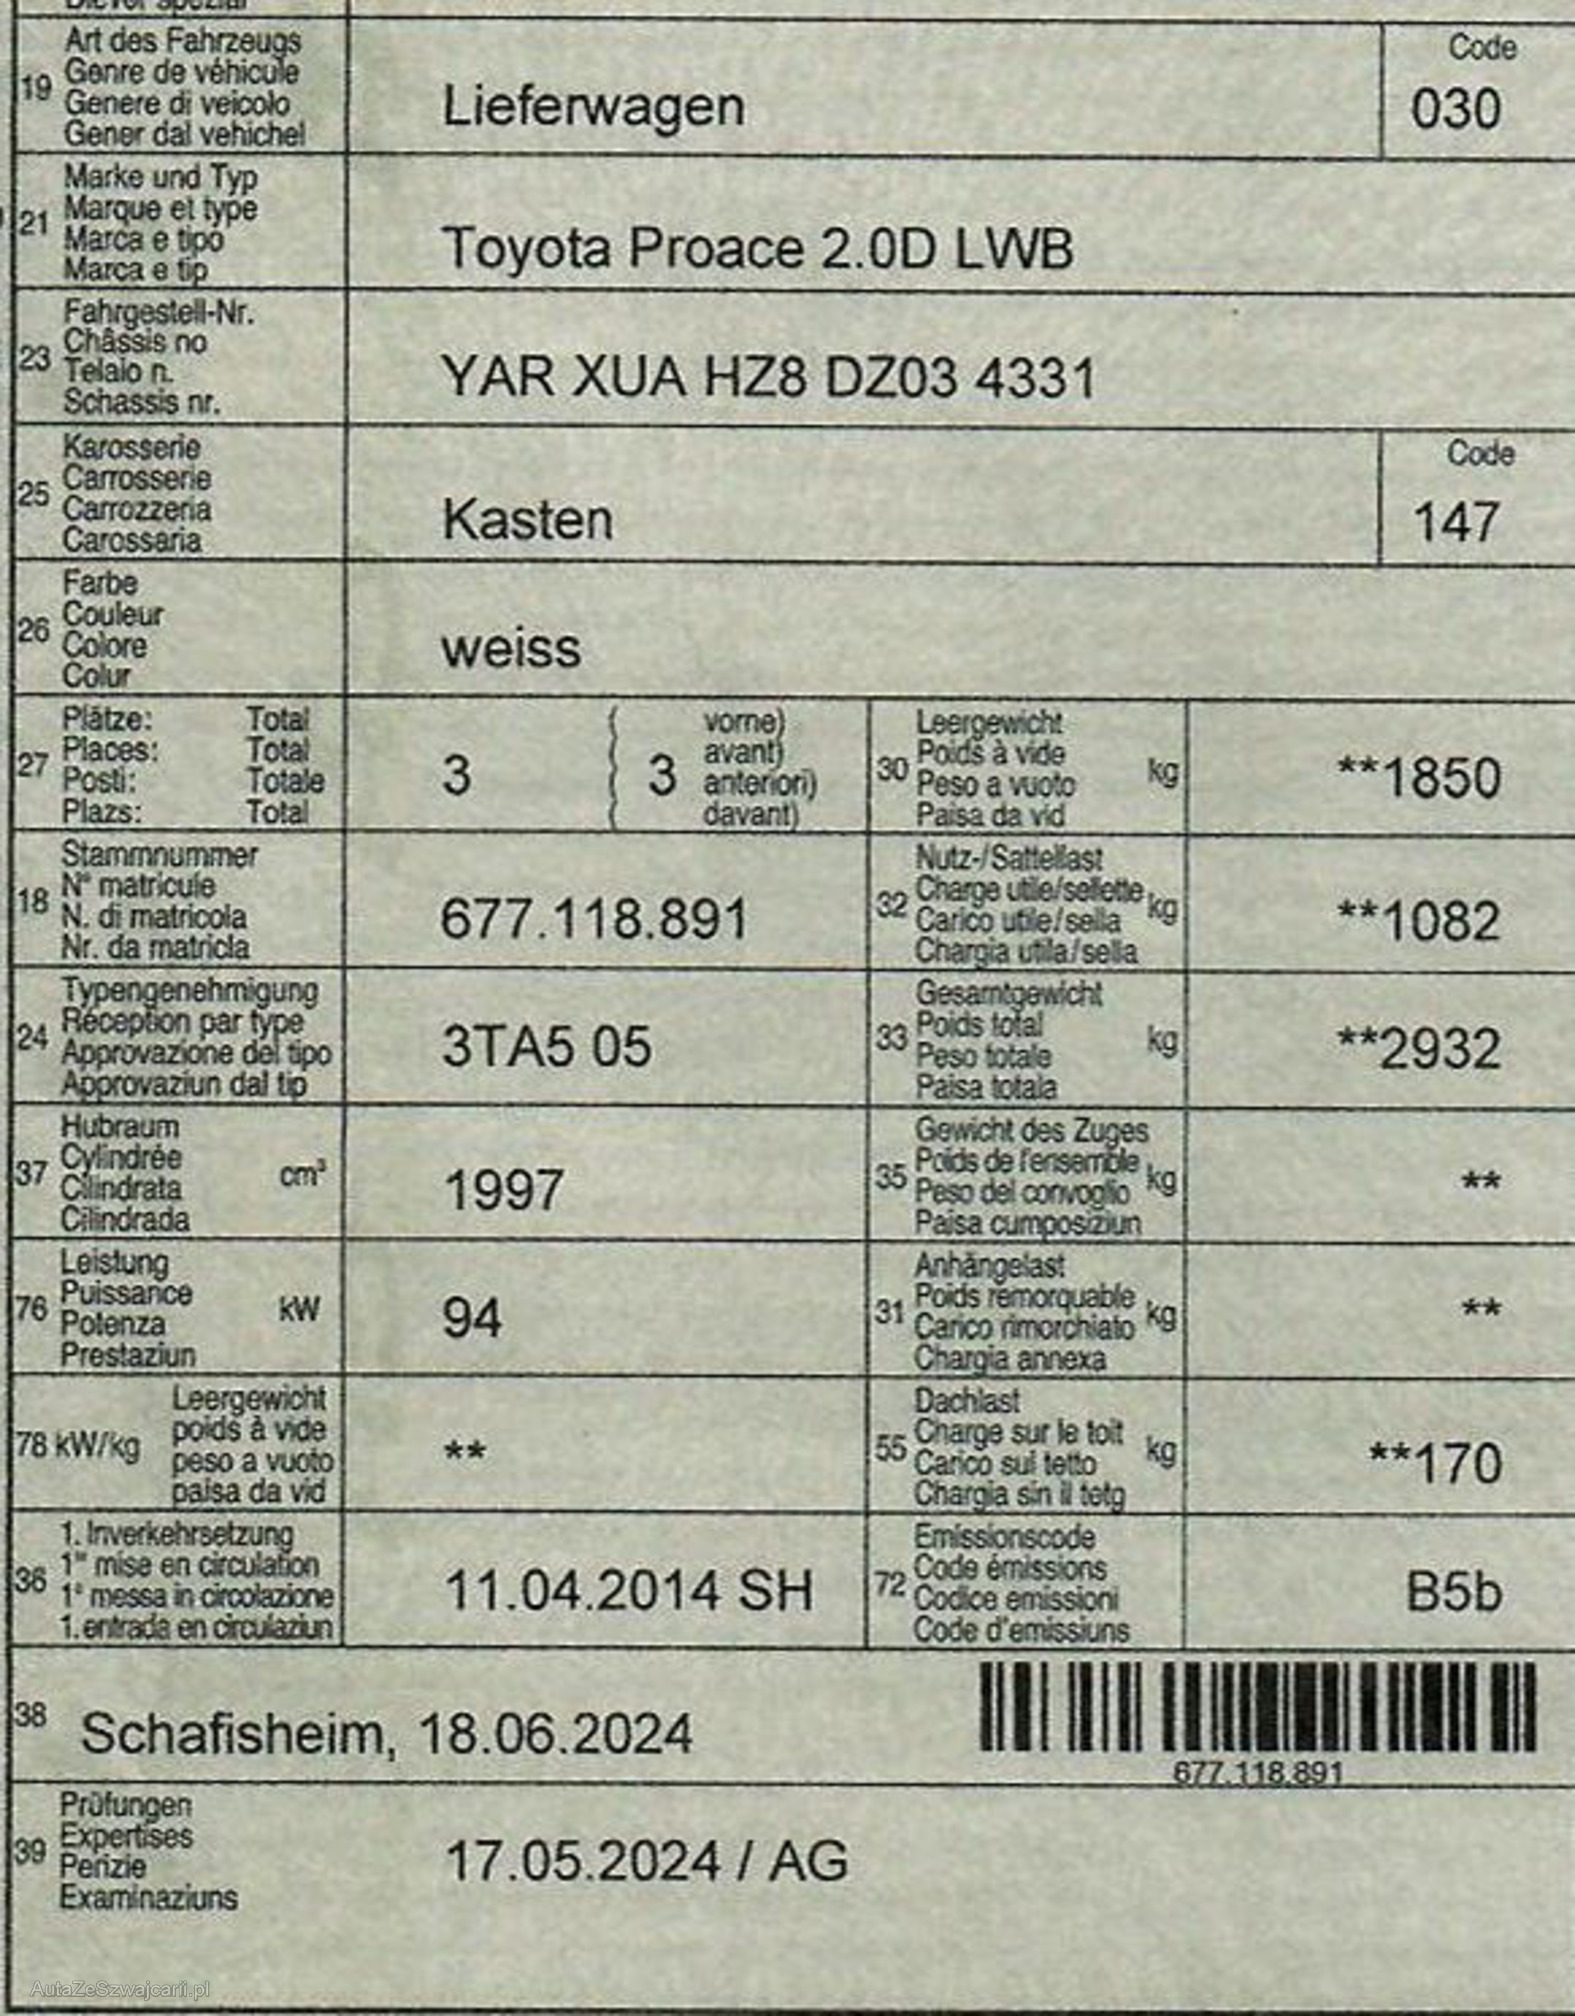 19 Art des Fahrzeugs
Genre de véhicule
Genere di veicolo
Gener dal vehichel
Lieferwagen
Code
030
21 Marke und Typ
Marque et type
Marca e tipo
Marca e tip
Toyota Proace 2.0D LWB
23 Fahrgestell-Nr.
Châssis no
Telaio n.
Schassis nr.
YAR XUA HZ8 DZ03 4331
25 Karosserie
Carrosserie
Carrozzeria
Carossaria
Kasten
Code
147
26 Farbe
Couleur
Colore
Colur
weiss
27 Plätze: Total
Places: Total
Posti: Totale
Plazs: Total
3
( vorne)
( 3 avant)
( anteriori)
( davant)
30 Leergewicht
Poids à vide
Peso a vuoto kg
Paisa da vid
**1850
18 Stammnummer
N° matricule
N. di matricola
Nr. da matricla
677.118.891
32 Nutz-/Sattellast
Charge utile/sellette kg
Carico utile/sella
Chargia utila/sella
**1082
24 Typengenehmigung
Réception par type
Approvazione del tipo
Approvaziun dal tip
3TA5 05
33 Gesamtgewicht
Poids total kg
Peso totale
Paisa totala
**2932
37 Hubraum
Cylindrée
Cilindrata cm³
Cilindrada
1997
35 Gewicht des Zuges
Poids de l'ensemble kg
Peso del convoglio
Paisa cumposiziun
**
76 Leistung
Puissance
Potenza kW
Prestaziun
94
31 Anhängelast
Poids remorquable kg
Carico rimorchiato
Chargia annexa
**
78 kW/kg Leergewicht
poids à vide
peso a vuoto
paisa da vid
**
55 Dachlast
Charge sur le toit kg
Carico sul tetto
Chargia sin il tetg
**170
36 1. Inverkehrsetzung
1re mise en circulation
1a messa in circolazione
1. entrada en circulaziun
11.04.2014 SH
72 Emissionscode
Code émissions
Codice emissioni
Code d'emissiuns
B5b
38 Schafisheim, 18.06.2024
677.118.891
39 Prüfungen
Expertises
Perizie
Examinaziuns
17.05.2024 / AG
AutaZeSzwajcarii.pl